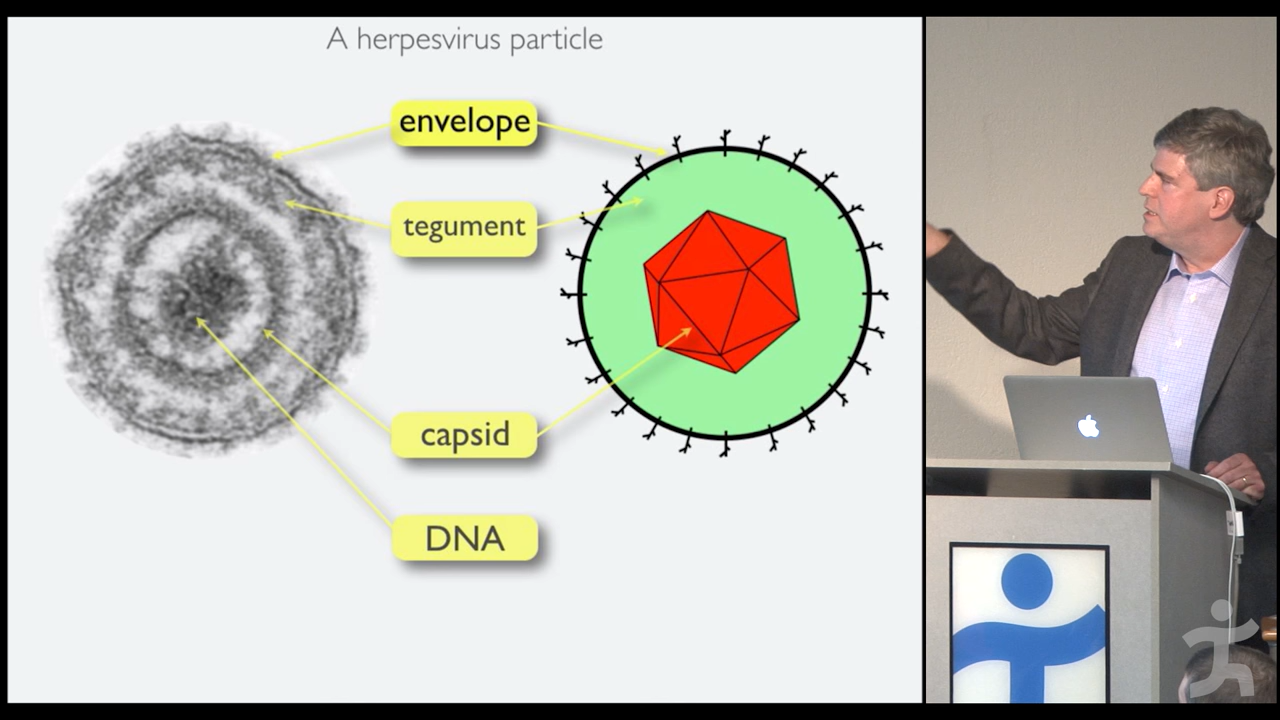 A herpesvirus particle
envelope
tegument
capsid
DNA